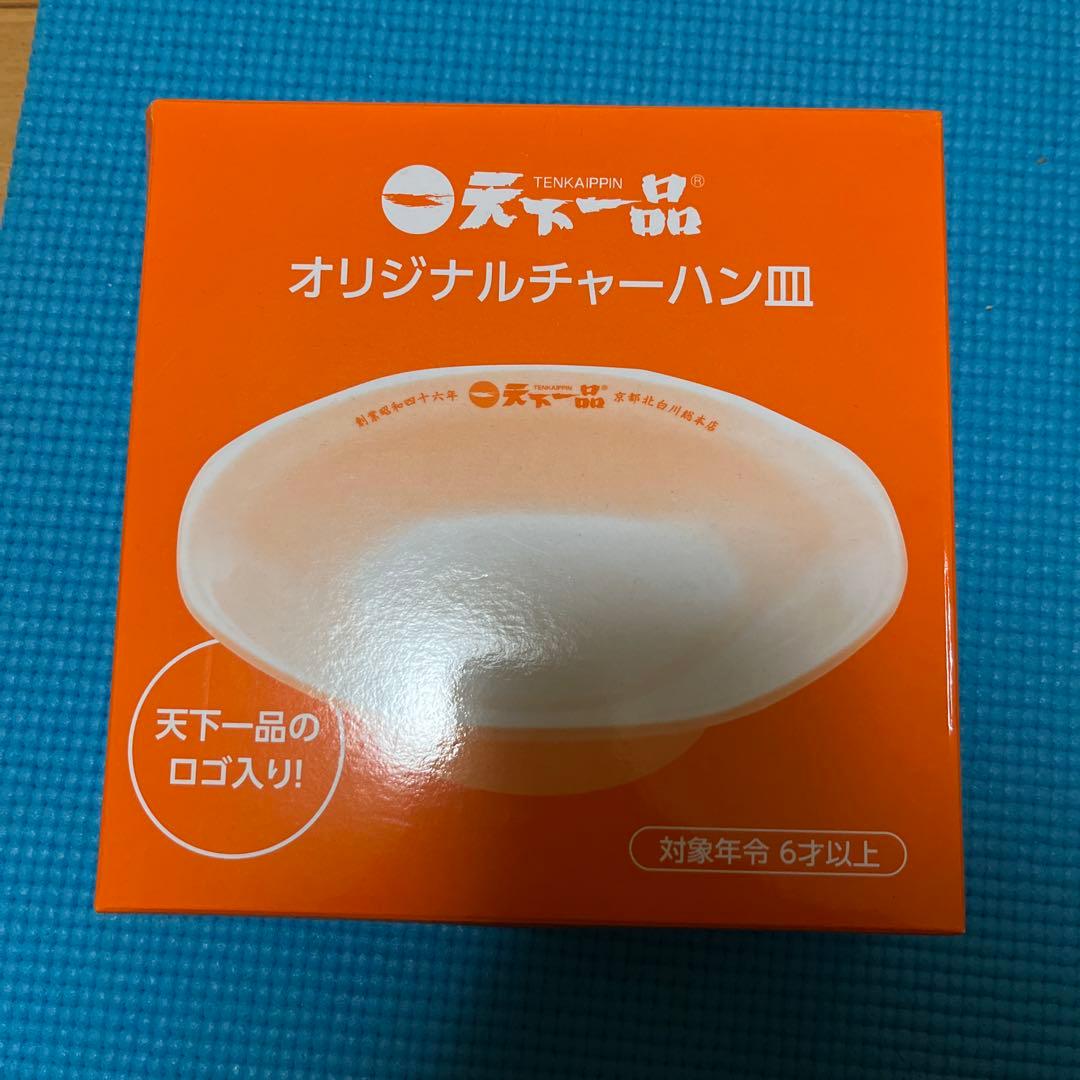 TENKAIPPIN
天下一品®
オリジナルチャーハン皿
創業昭和四十六年 TENKAIPPIN 天下一品® 京都北白川総本店
天下一品の
ロゴ入り!
対象年令 6才以上